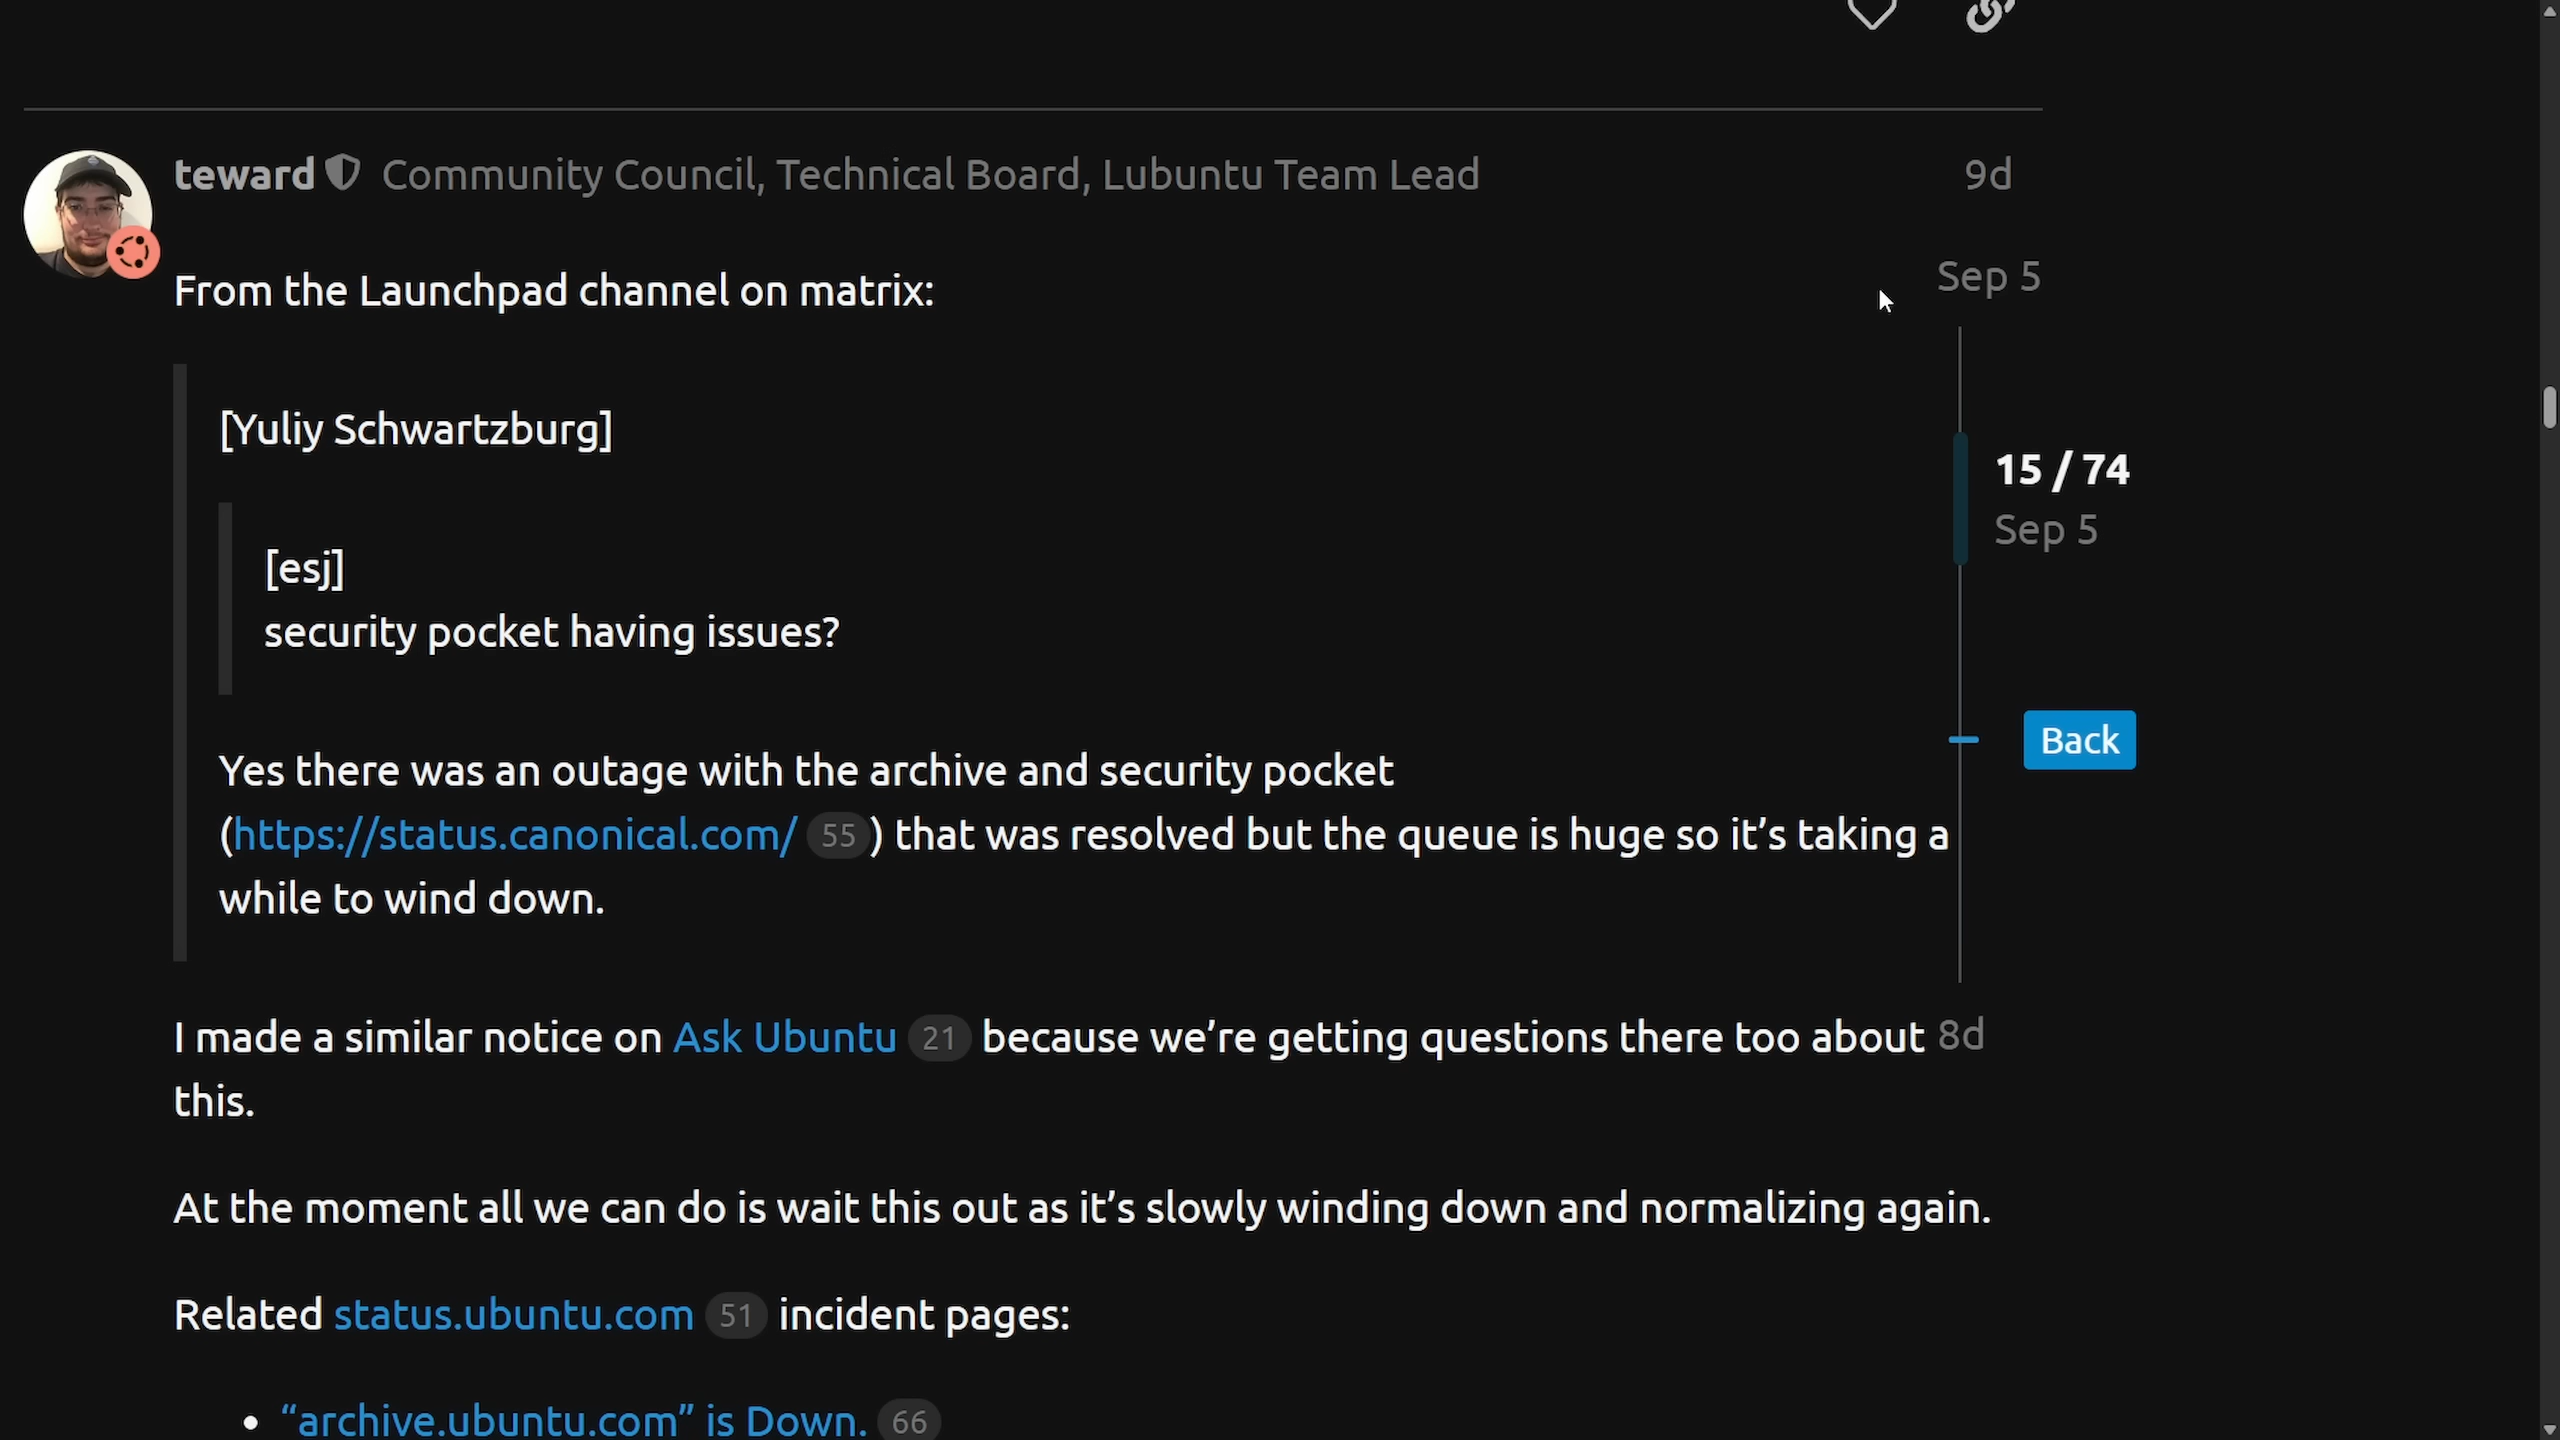 teward Community Council, Technical Board, Lubuntu Team Lead 9d
From the Launchpad channel on matrix:
Sep 5
[Yuliy Schwartzburg]
15 / 74
Sep 5
[esj]
security pocket having issues?
Back
Yes there was an outage with the archive and security pocket
(https://status.canonical.com/ 55) that was resolved but the queue is huge so it’s taking a
while to wind down.
I made a similar notice on Ask Ubuntu 21 because we’re getting questions there too about
8d
this.
At the moment all we can do is wait this out as it’s slowly winding down and normalizing again.
Related status.ubuntu.com 51 incident pages:
• “archive.ubuntu.com” is Down. 66